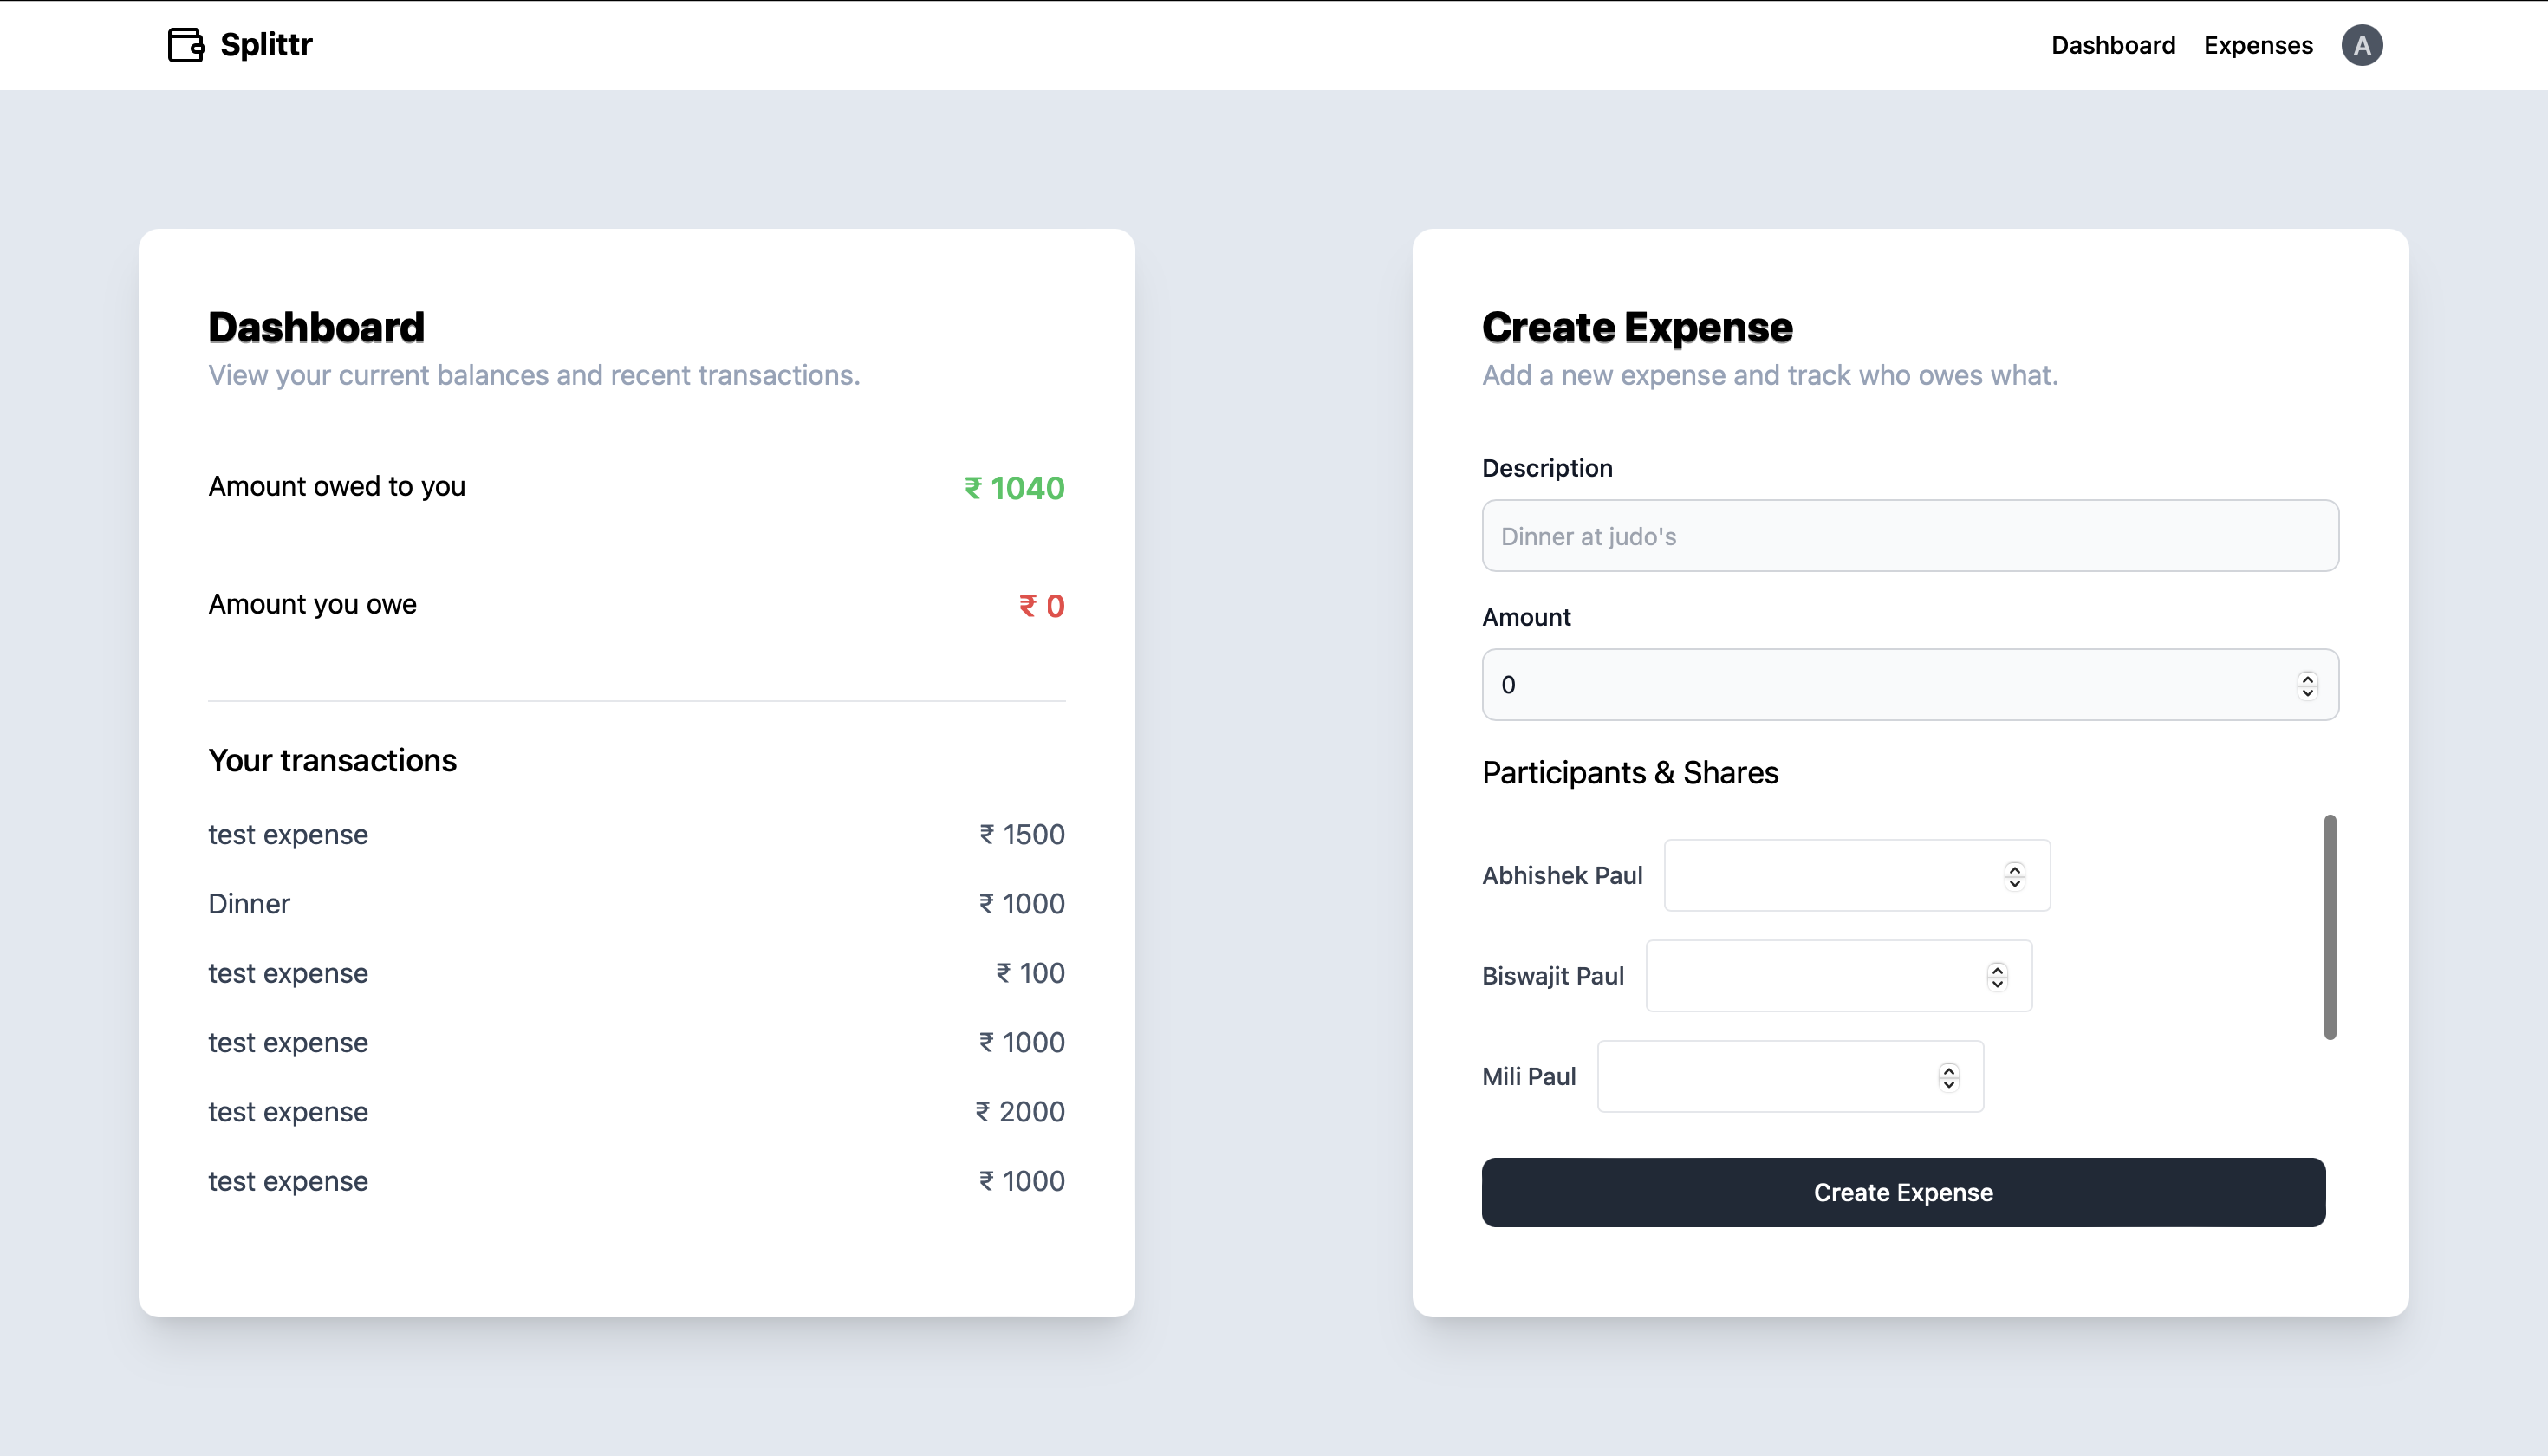 Splittr
Dashboard Expenses A
Dashboard
View your current balances and recent transactions.
Amount owed to you ₹ 1040
Amount you owe ₹ 0
Your transactions
test expense ₹ 1500
Dinner ₹ 1000
test expense ₹ 100
test expense ₹ 1000
test expense ₹ 2000
test expense ₹ 1000
Create Expense
Add a new expense and track who owes what.
Description
Dinner at judo's
Amount
0
Participants & Shares
Abhishek Paul
Biswajit Paul
Mili Paul
Create Expense